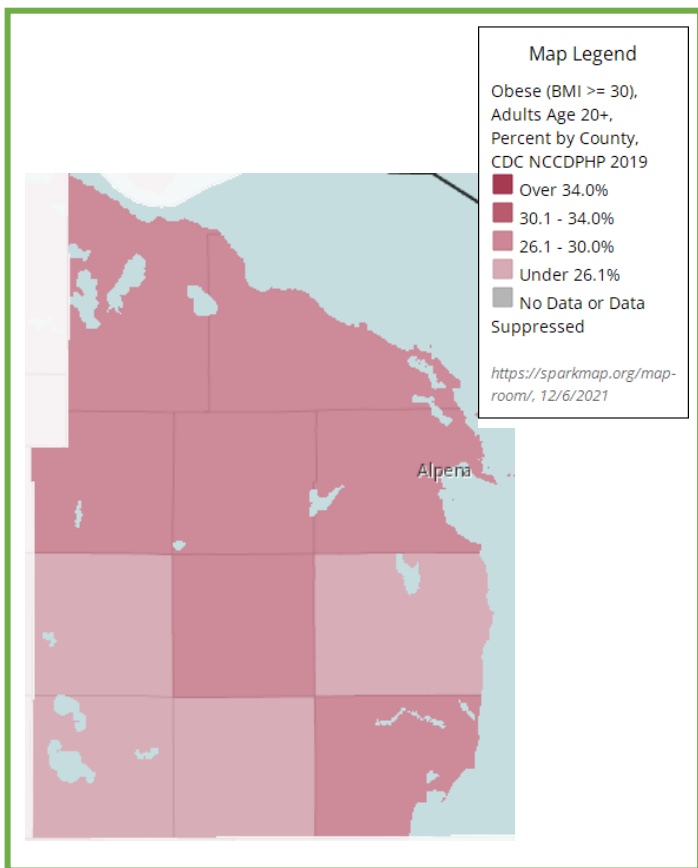 Map Legend
Obese (BMI >= 30),
Adults Age 20+,
Percent by County,
CDC NCCDPHP 2019
Over 34.0%
30.1 - 34.0%
26.1 - 30.0%
Under 26.1%
No Data or Data
Suppressed
https://sparkmap.org/map-
room/, 12/6/2021
Alpena